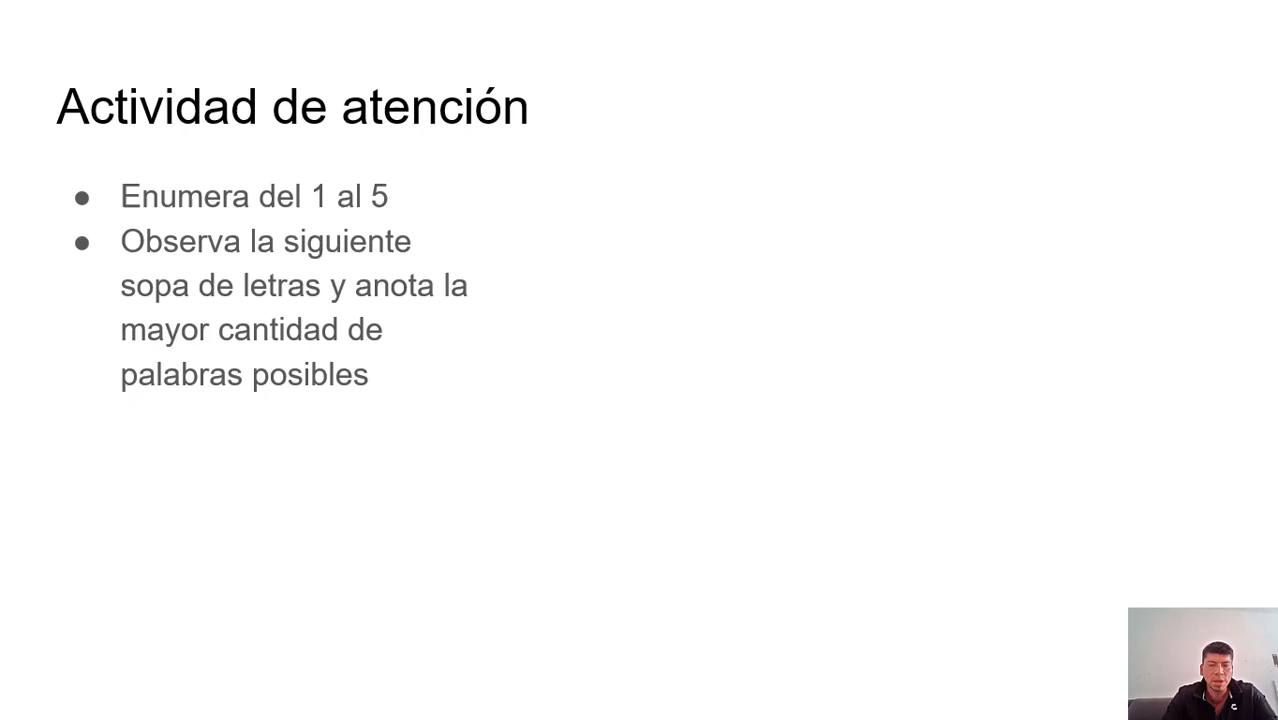 Actividad de atención
● Enumera del 1 al 5
● Observa la siguiente
sopa de letras y anota la
mayor cantidad de
palabras posibles